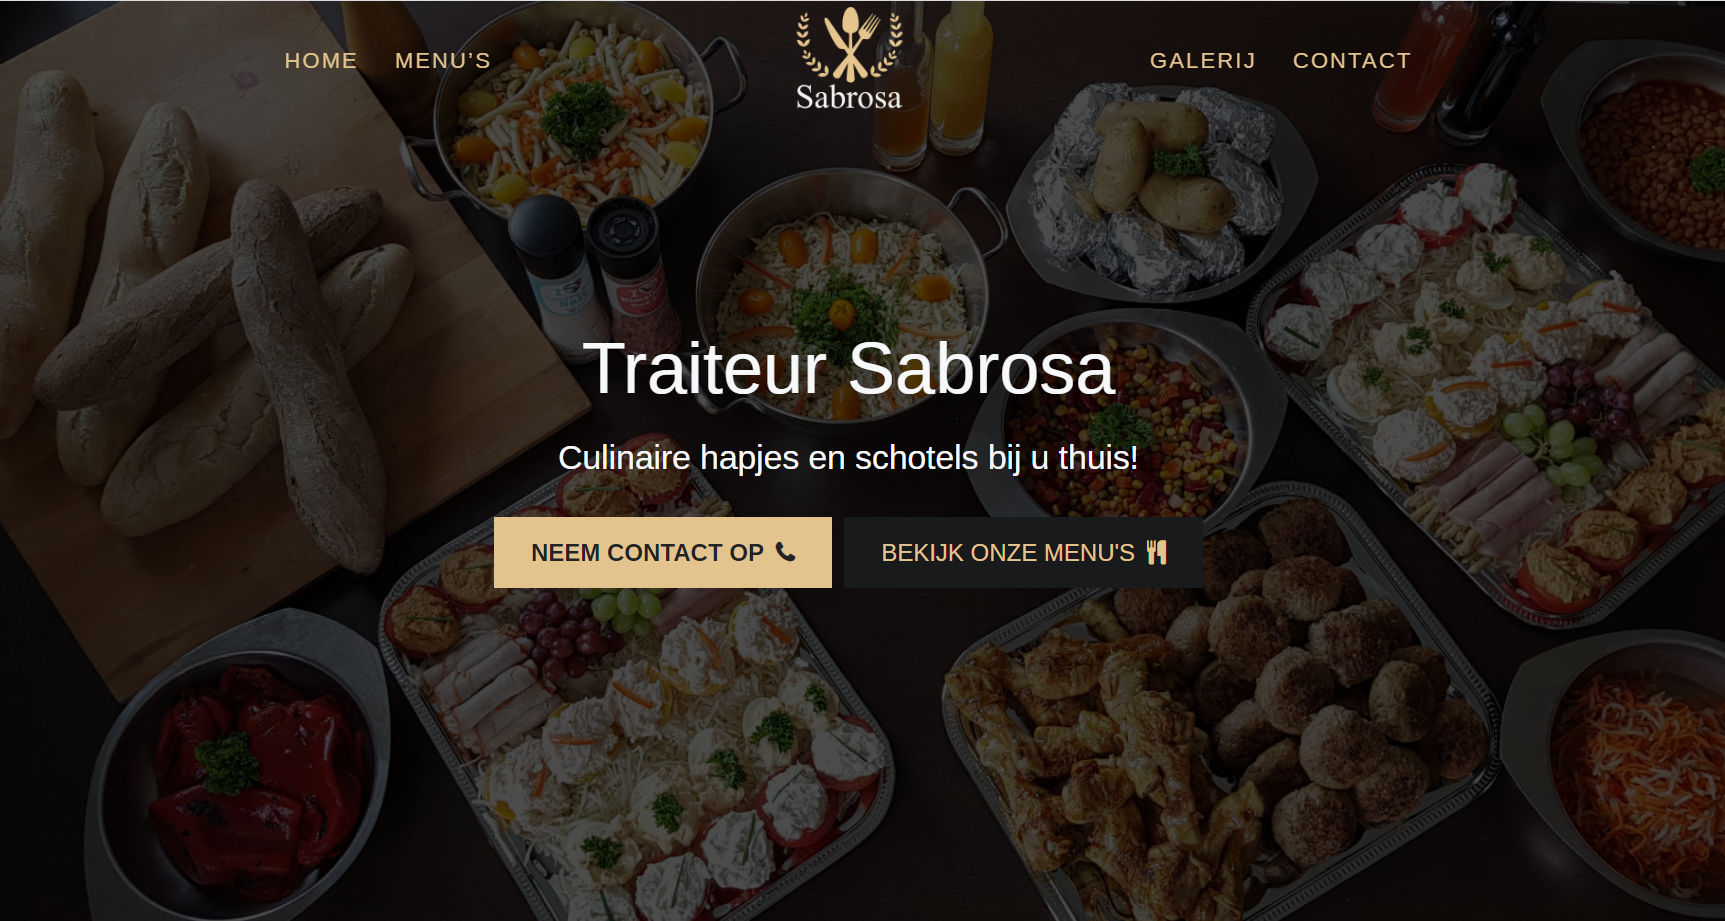 HOME
MENU’S
Sabrosa
GALERIJ
CONTACT
Traiteur Sabrosa
Culinaire hapjes en schotels bij u thuis!
NEEM CONTACT OP
BEKIJK ONZE MENU'S